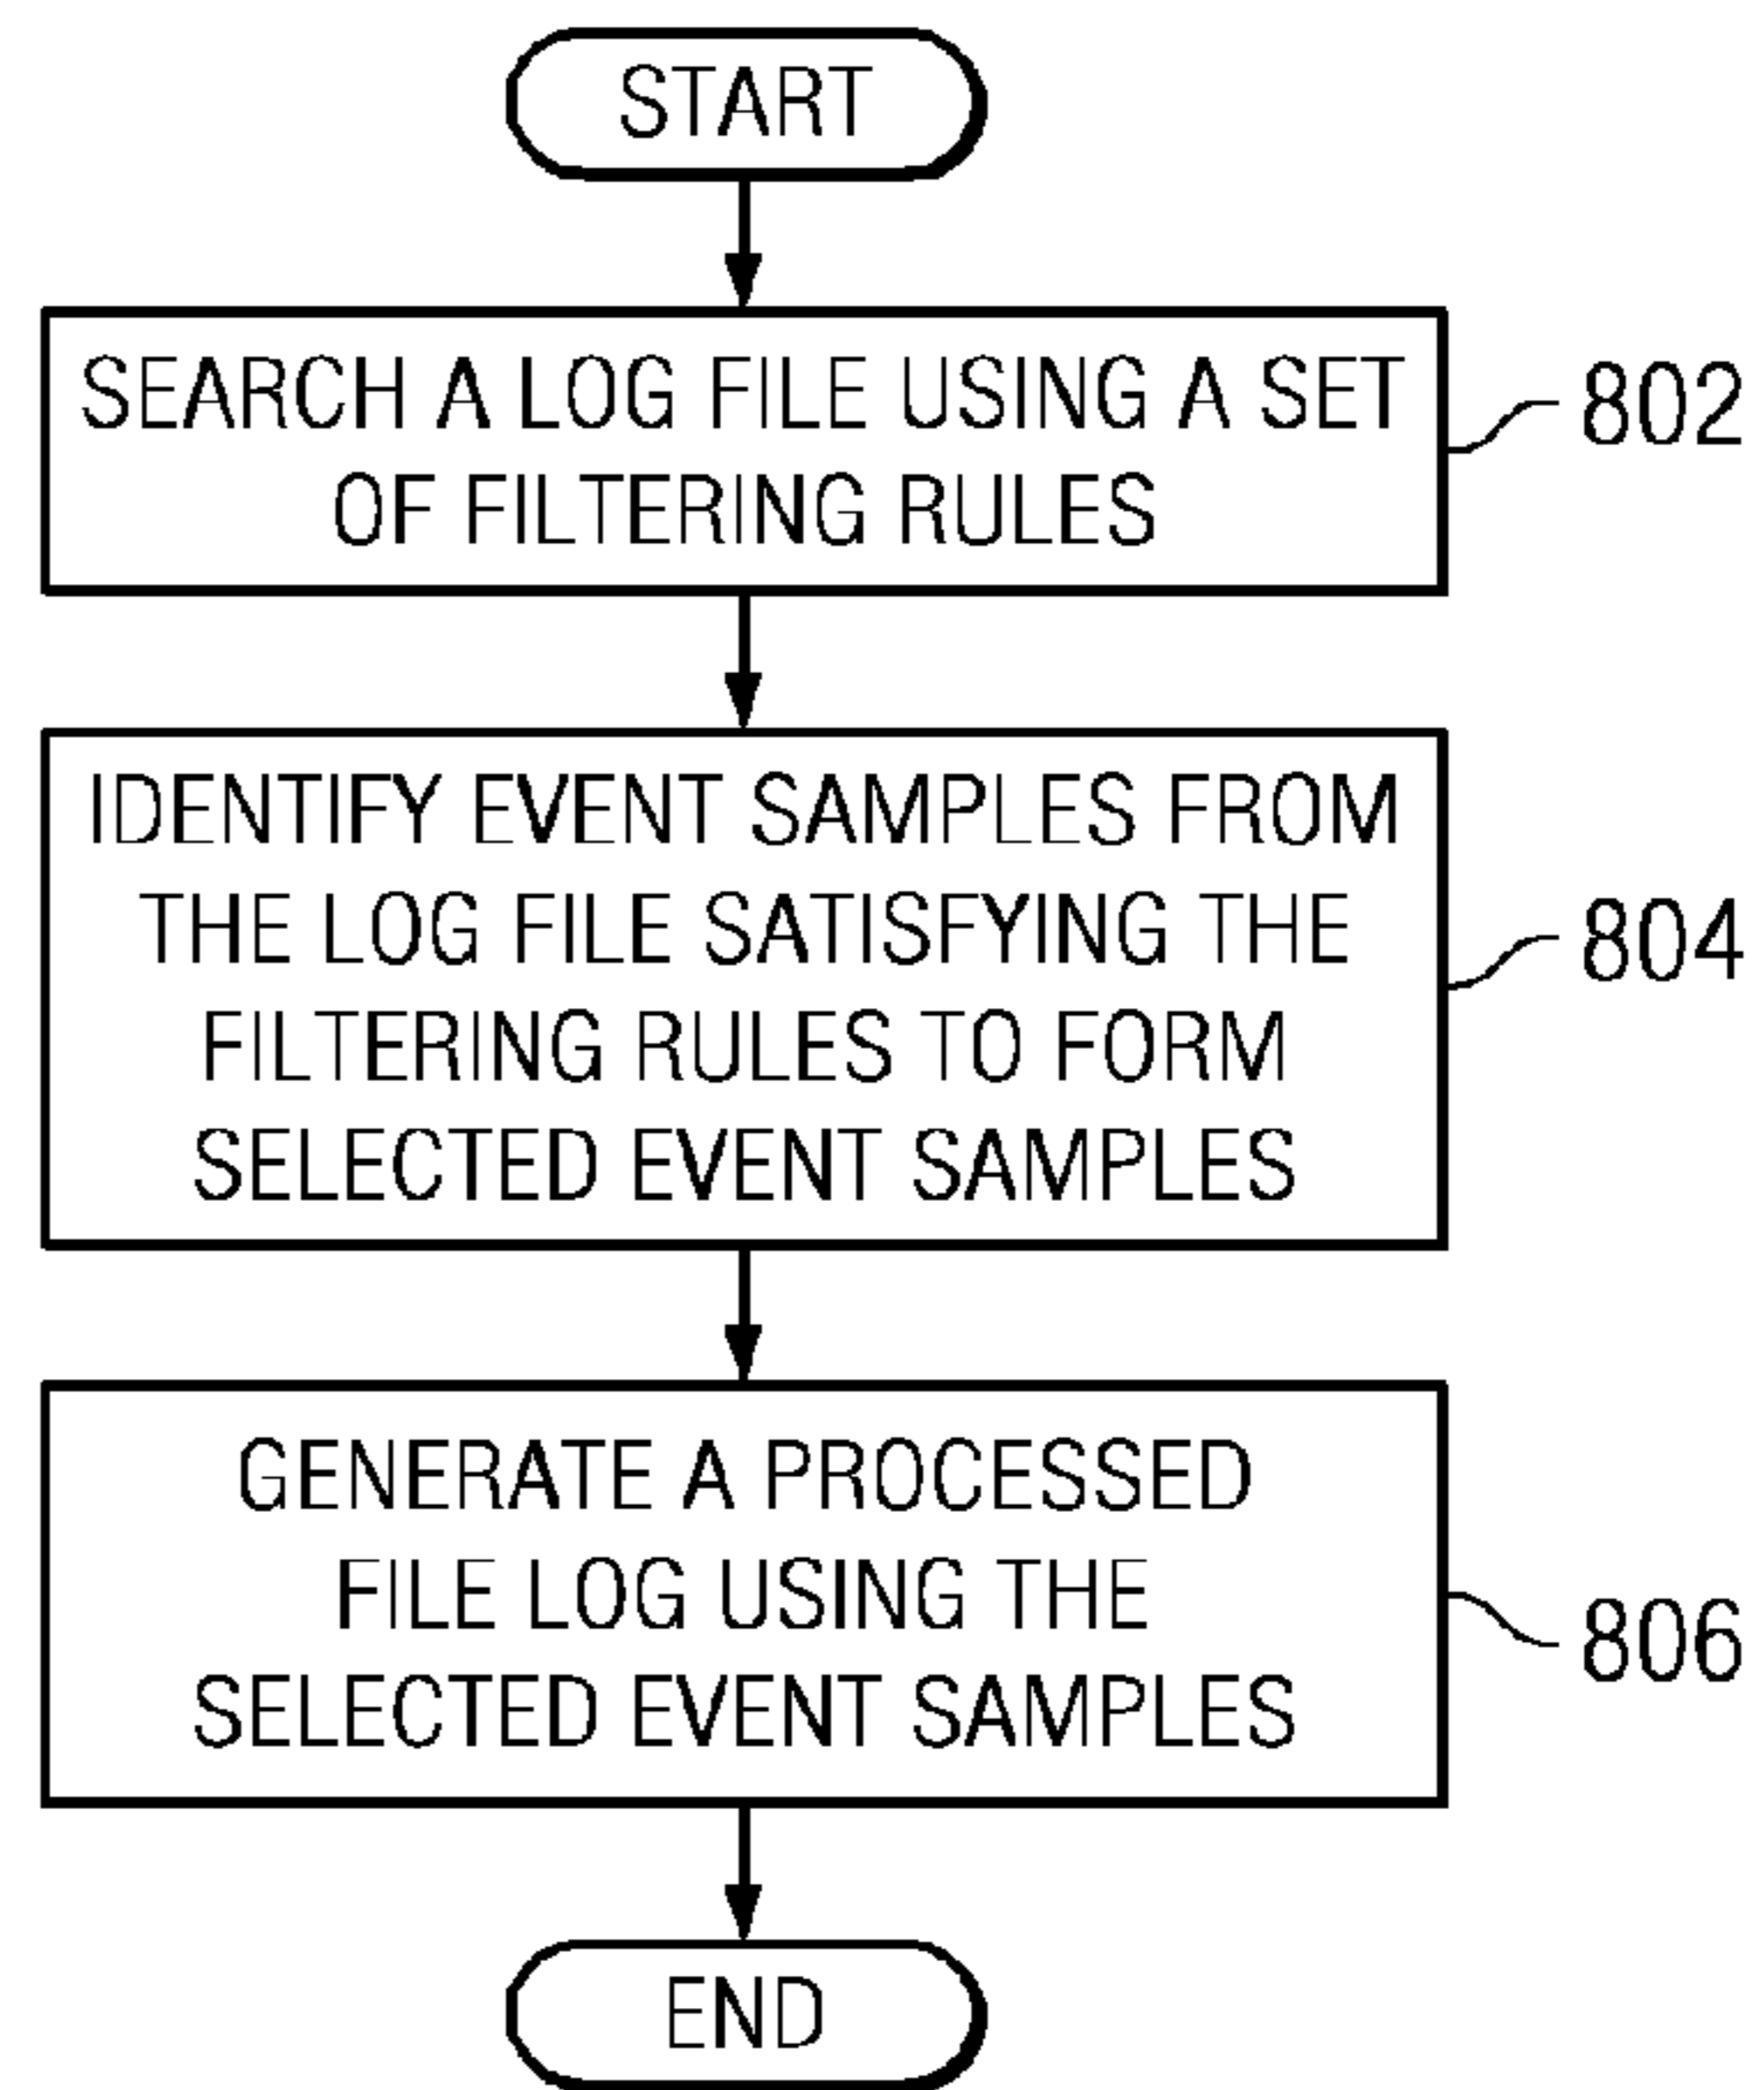 START
SEARCH A LOG FILE USING A SET
OF FILTERING RULES
802
IDENTIFY EVENT SAMPLES FROM
THE LOG FILE SATISFYING THE
FILTERING RULES TO FORM
SELECTED EVENT SAMPLES
804
GENERATE A PROCESSED
FILE LOG USING THE
SELECTED EVENT SAMPLES
806
END